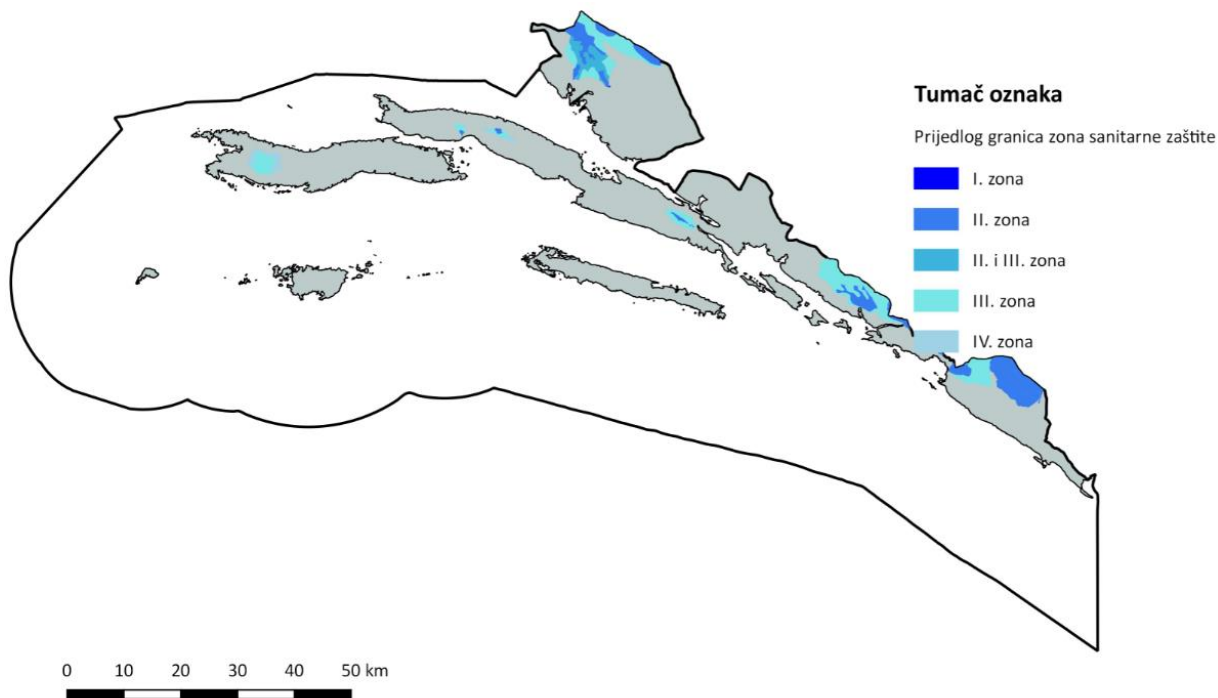 Tumač oznaka
Prijedlog granica zona sanitarne zaštite
I. zona
II. zona
II. i III. zona
III. zona
IV. zona
0 10 20 30 40 50 km